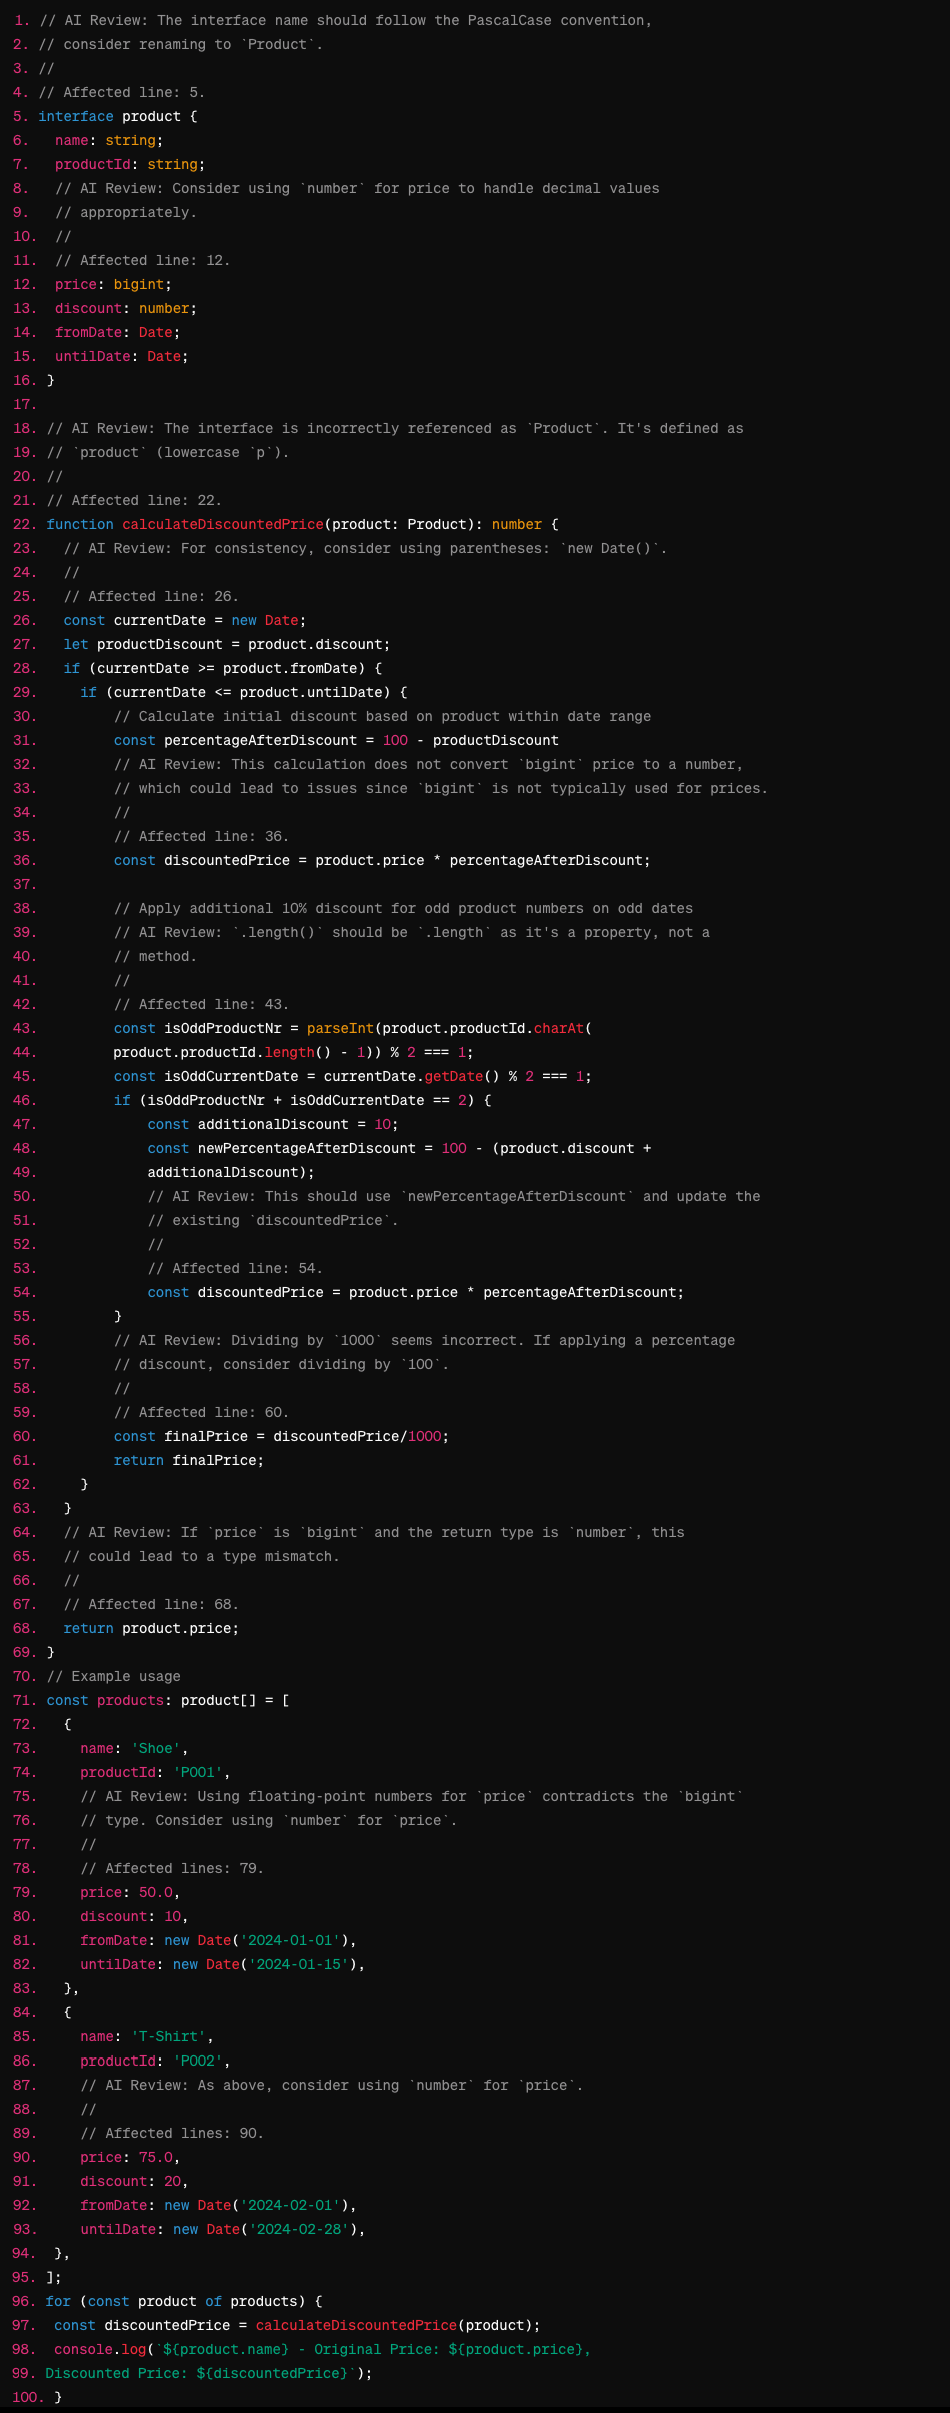 1. // AI Review: The interface name should follow the PascalCase convention,
2. // consider renaming to `Product`.
3. //
4. // Affected line: 5.
5. interface product {
6.   name: string;
7.   productId: string;
8.   // AI Review: Consider using `number` for price to handle decimal values
9.   // appropriately.
10.  //
11.  // Affected line: 12.
12.  price: bigint;
13.  discount: number;
14.  fromDate: Date;
15.  untilDate: Date;
16. }
17.
18. // AI Review: The interface is incorrectly referenced as `Product`. It's defined as
19. // `product` (lowercase `p`).
20. //
21. // Affected line: 22.
22. function calculateDiscountedPrice(product: Product): number {
23.   // AI Review: For consistency, consider using parentheses: `new Date()`.
24.   //
25.   // Affected line: 26.
26.   const currentDate = new Date;
27.   let productDiscount = product.discount;
28.   if (currentDate >= product.fromDate) {
29.     if (currentDate <= product.untilDate) {
30.         // Calculate initial discount based on product within date range
31.         const percentageAfterDiscount = 100 - productDiscount
32.         // AI Review: This calculation does not convert `bigint` price to a number,
33.         // which could lead to issues since `bigint` is not typically used for prices.
34.         //
35.         // Affected line: 36.
36.         const discountedPrice = product.price * percentageAfterDiscount;
37.
38.         // Apply additional 10% discount for odd product numbers on odd dates
39.         // AI Review: `.length()` should be `.length` as it's a property, not a
40.         // method.
41.         //
42.         // Affected line: 43.
43.         const isOddProductNr = parseInt(product.productId.charAt(
44.         product.productId.length() - 1)) % 2 === 1;
45.         const isOddCurrentDate = currentDate.getDate() % 2 === 1;
46.         if (isOddProductNr + isOddCurrentDate == 2) {
47.             const additionalDiscount = 10;
48.             const newPercentageAfterDiscount = 100 - (product.discount +
49.             additionalDiscount);
50.             // AI Review: This should use `newPercentageAfterDiscount` and update the
51.             // existing `discountedPrice`.
52.             //
53.             // Affected line: 54.
54.             const discountedPrice = product.price * percentageAfterDiscount;
55.         }
56.         // AI Review: Dividing by `1000` seems incorrect. If applying a percentage
57.         // discount, consider dividing by `100`.
58.         //
59.         // Affected line: 60.
60.         const finalPrice = discountedPrice/1000;
61.         return finalPrice;
62.     }
63.   }
64.   // AI Review: If `price` is `bigint` and the return type is `number`, this
65.   // could lead to a type mismatch.
66.   //
67.   // Affected line: 68.
68.   return product.price;
69. }
70. // Example usage
71. const products: product[] = [
72.   {
73.     name: 'Shoe',
74.     productId: 'P001',
75.     // AI Review: Using floating-point numbers for `price` contradicts the `bigint`
76.     // type. Consider using `number` for `price`.
77.     //
78.     // Affected lines: 79.
79.     price: 50.0,
80.     discount: 10,
81.     fromDate: new Date('2024-01-01'),
82.     untilDate: new Date('2024-01-15'),
83.   },
84.   {
85.     name: 'T-Shirt',
86.     productId: 'P002',
87.     // AI Review: As above, consider using `number` for `price`.
88.     //
89.     // Affected lines: 90.
90.     price: 75.0,
91.     discount: 20,
92.     fromDate: new Date('2024-02-01'),
93.     untilDate: new Date('2024-02-28'),
94.  },
95. ];
96. for (const product of products) {
97.  const discountedPrice = calculateDiscountedPrice(product);
98.  console.log(`${product.name} - Original Price: ${product.price},
99. Discounted Price: ${discountedPrice}`);
100. }